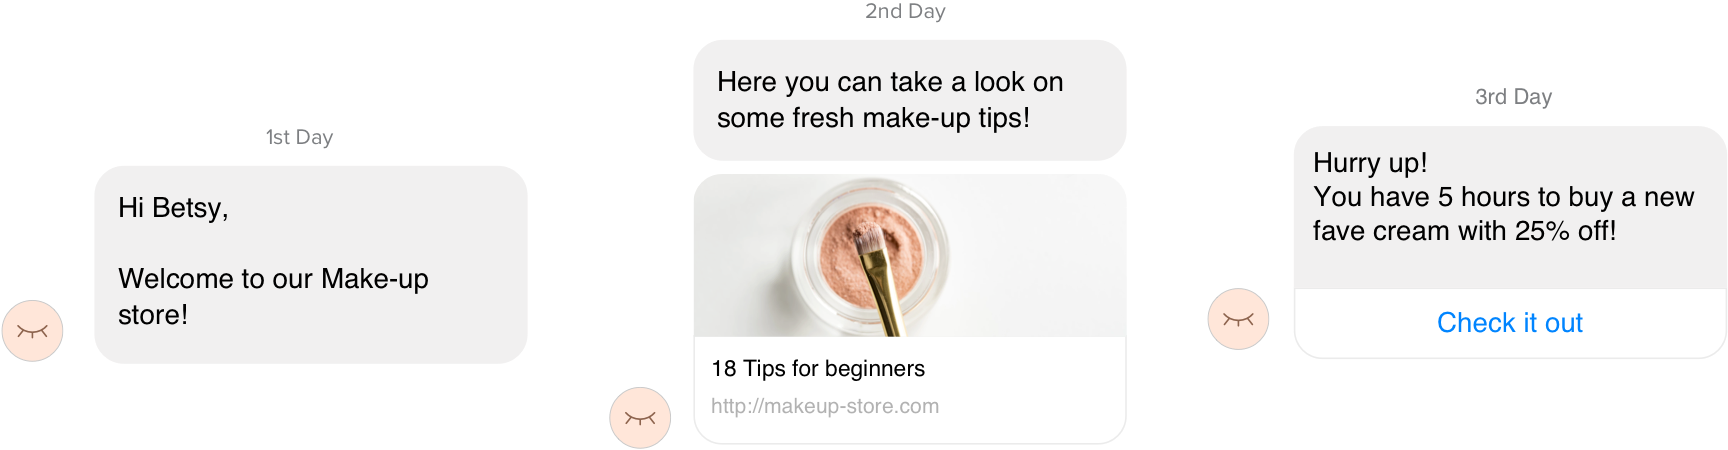 1st Day
Hi Betsy,
Welcome to our Make-up
store!
2nd Day
Here you can take a look on
some fresh make-up tips!
18 Tips for beginners
http://makeup-store.com
3rd Day
Hurry up!
You have 5 hours to buy a new
fave cream with 25% off!
Check it out